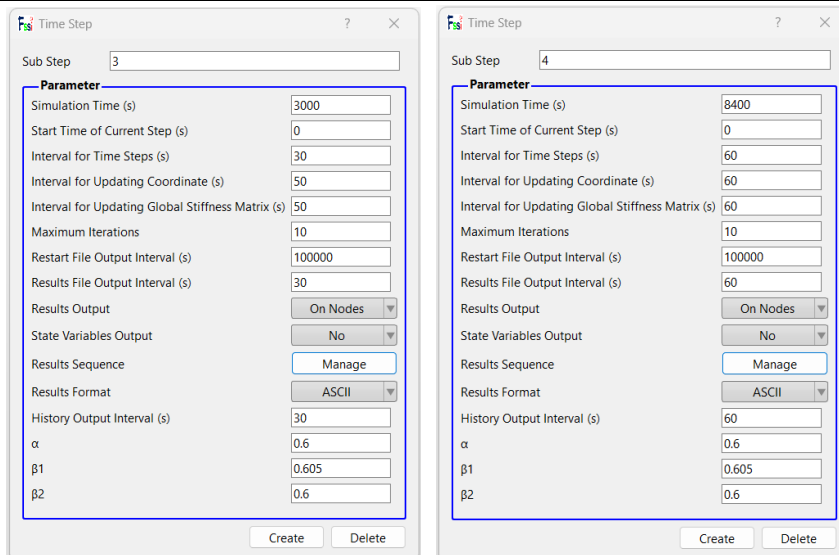 Fssi Time Step ? ×
Sub Step 3
Parameter
Simulation Time (s) 3000
Start Time of Current Step (s) 0
Interval for Time Steps (s) 30
Interval for Updating Coordinate (s) 50
Interval for Updating Global Stiffness Matrix (s) 50
Maximum Iterations 10
Restart File Output Interval (s) 100000
Results File Output Interval (s) 30
Results Output On Nodes
State Variables Output No
Results Sequence Manage
Results Format ASCII
History Output Interval (s) 30
α 0.6
β1 0.605
β2 0.6
Create Delete
Fssi Time Step ? ×
Sub Step 4
Parameter
Simulation Time (s) 8400
Start Time of Current Step (s) 0
Interval for Time Steps (s) 60
Interval for Updating Coordinate (s) 60
Interval for Updating Global Stiffness Matrix (s) 60
Maximum Iterations 10
Restart File Output Interval (s) 100000
Results File Output Interval (s) 60
Results Output On Nodes
State Variables Output No
Results Sequence Manage
Results Format ASCII
History Output Interval (s) 60
α 0.6
β1 0.605
β2 0.6
Create Delete